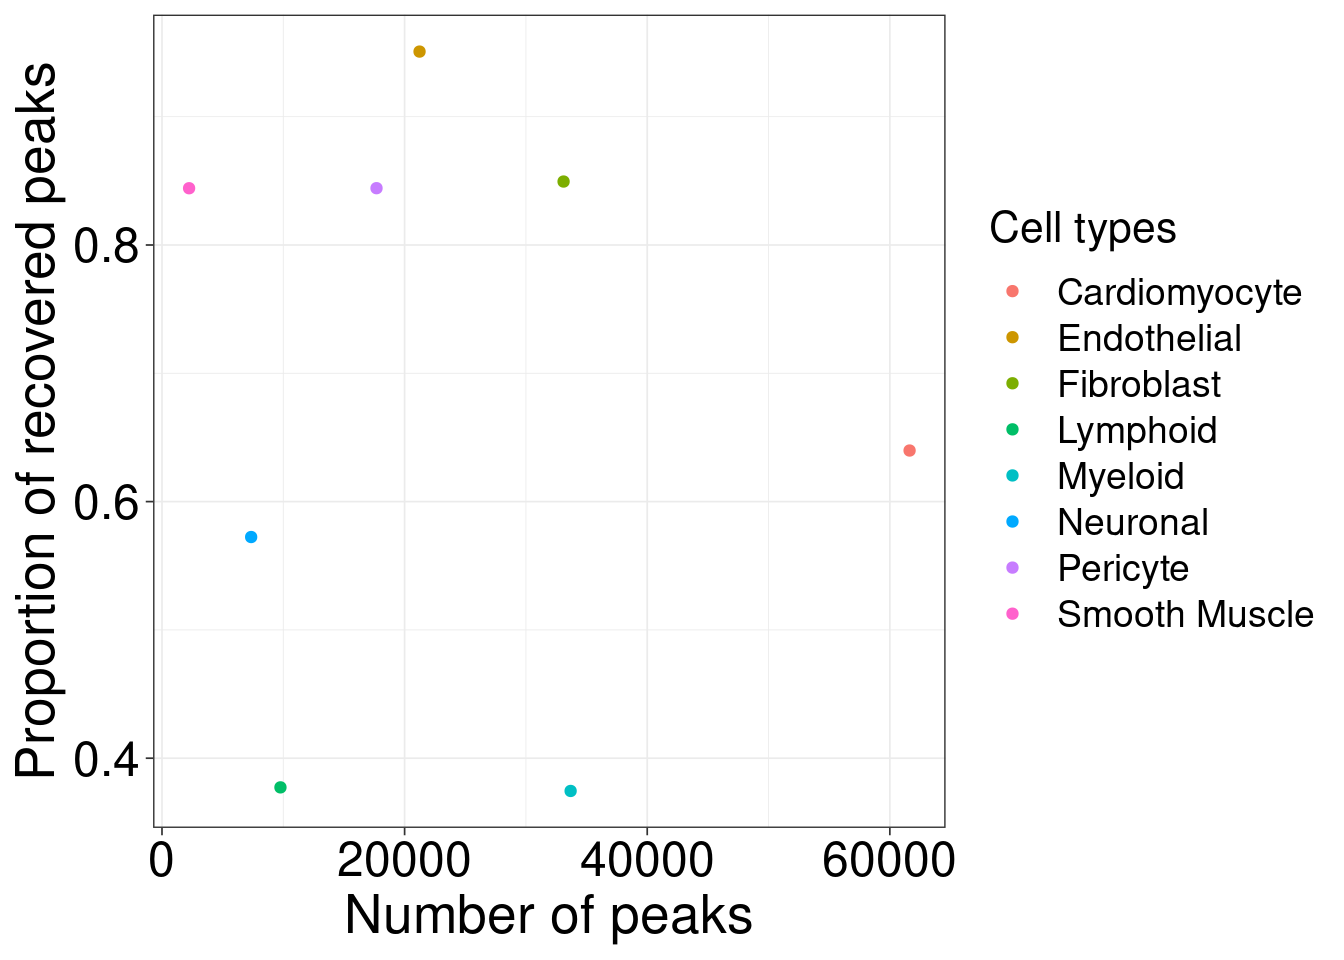 Proportion of recovered peaks
0.8
0.6
0.4
0
20000
40000
60000
Number of peaks
Cell types
Cardiomyocyte
Endothelial
Fibroblast
Lymphoid
Myeloid
Neuronal
Pericyte
Smooth Muscle